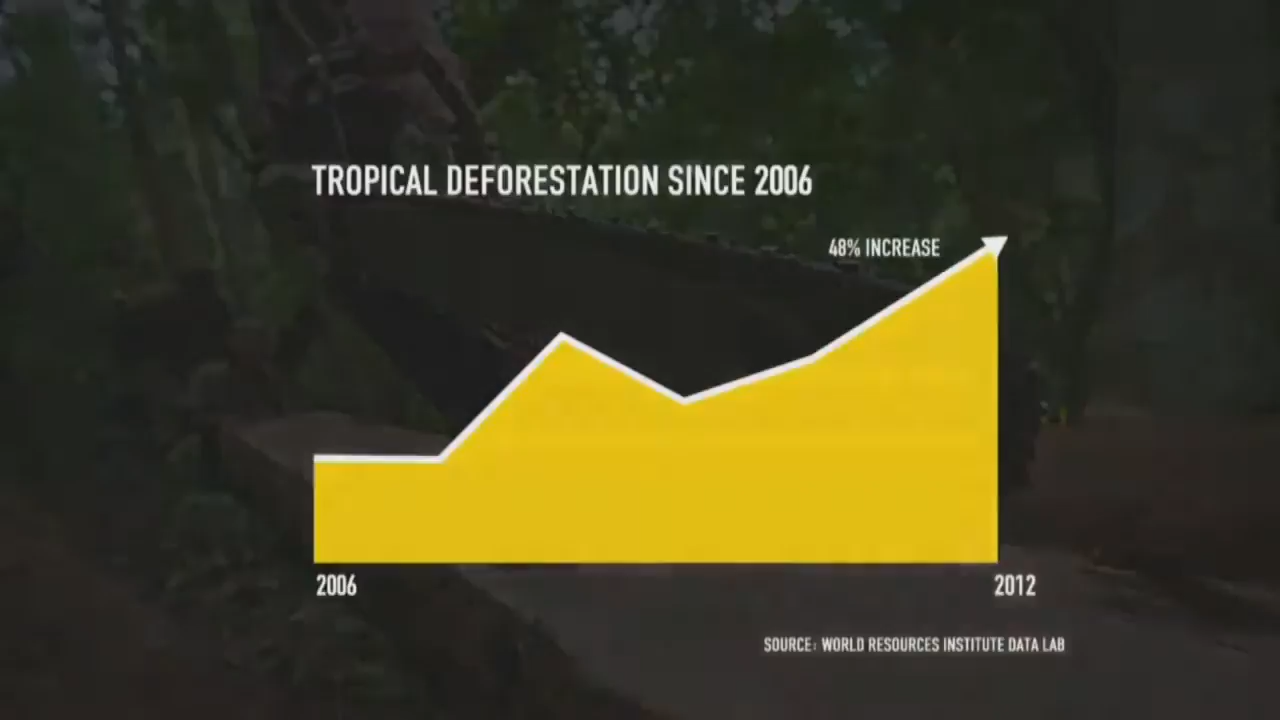 TROPICAL DEFORESTATION SINCE 2006
48% INCREASE
2006
2012
SOURCE: WORLD RESOURCES INSTITUTE DATA LAB